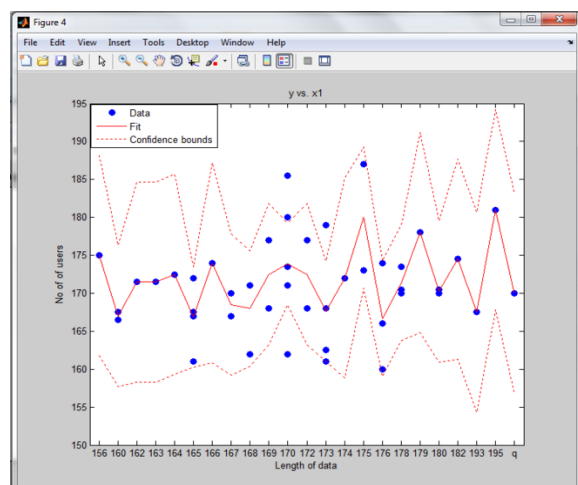 Figure 4
File Edit View Insert Tools Desktop Window Help
y vs. x1
Data
Fit
Confidence bounds
195
190
185
180
175
170
165
160
155
150
No of of users
156 160 162 163 164 165 166 167 168 169 170 172 173 174 175 176 178 179 180 182 193 195 q
Length of data